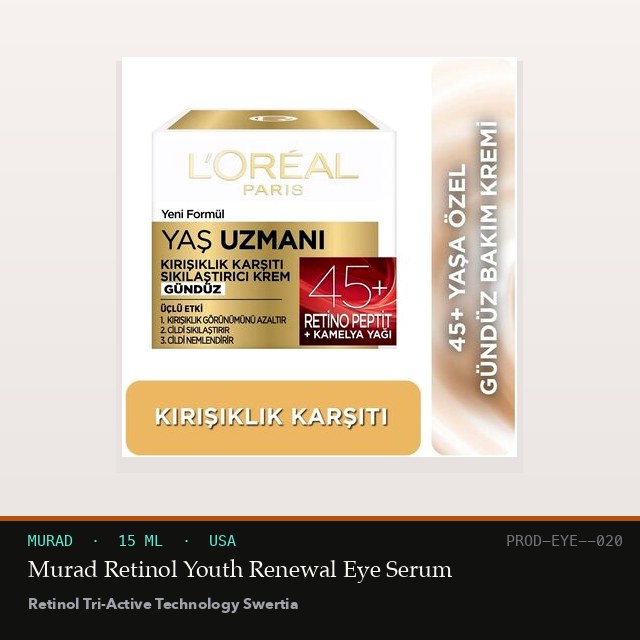 L'ORÉAL
PARIS
Yeni Formül
YAŞ UZMANI
KIRIŞIKLIK KARŞITI
SIKILAŞTIRICI KREM
GÜNDÜZ
45+
RETİNO PEPTİT
+ KAMELYA YAĞI
ÜÇLÜ ETKİ
1. KIRIŞIKLIK GÖRÜNÜMÜNÜ AZALTIR
2. CİLDİ SIKILAŞTIRIR
3. CİLDİ NEMLENDİRİR
45+ YAŞA ÖZEL
GÜNDÜZ BAKIM KREMİ
KIRIŞIKLIK KARŞITI
MURAD · 15 ML · USA
PROD−EYE−−020
Murad Retinol Youth Renewal Eye Serum
Retinol Tri-Active Technology Swertia